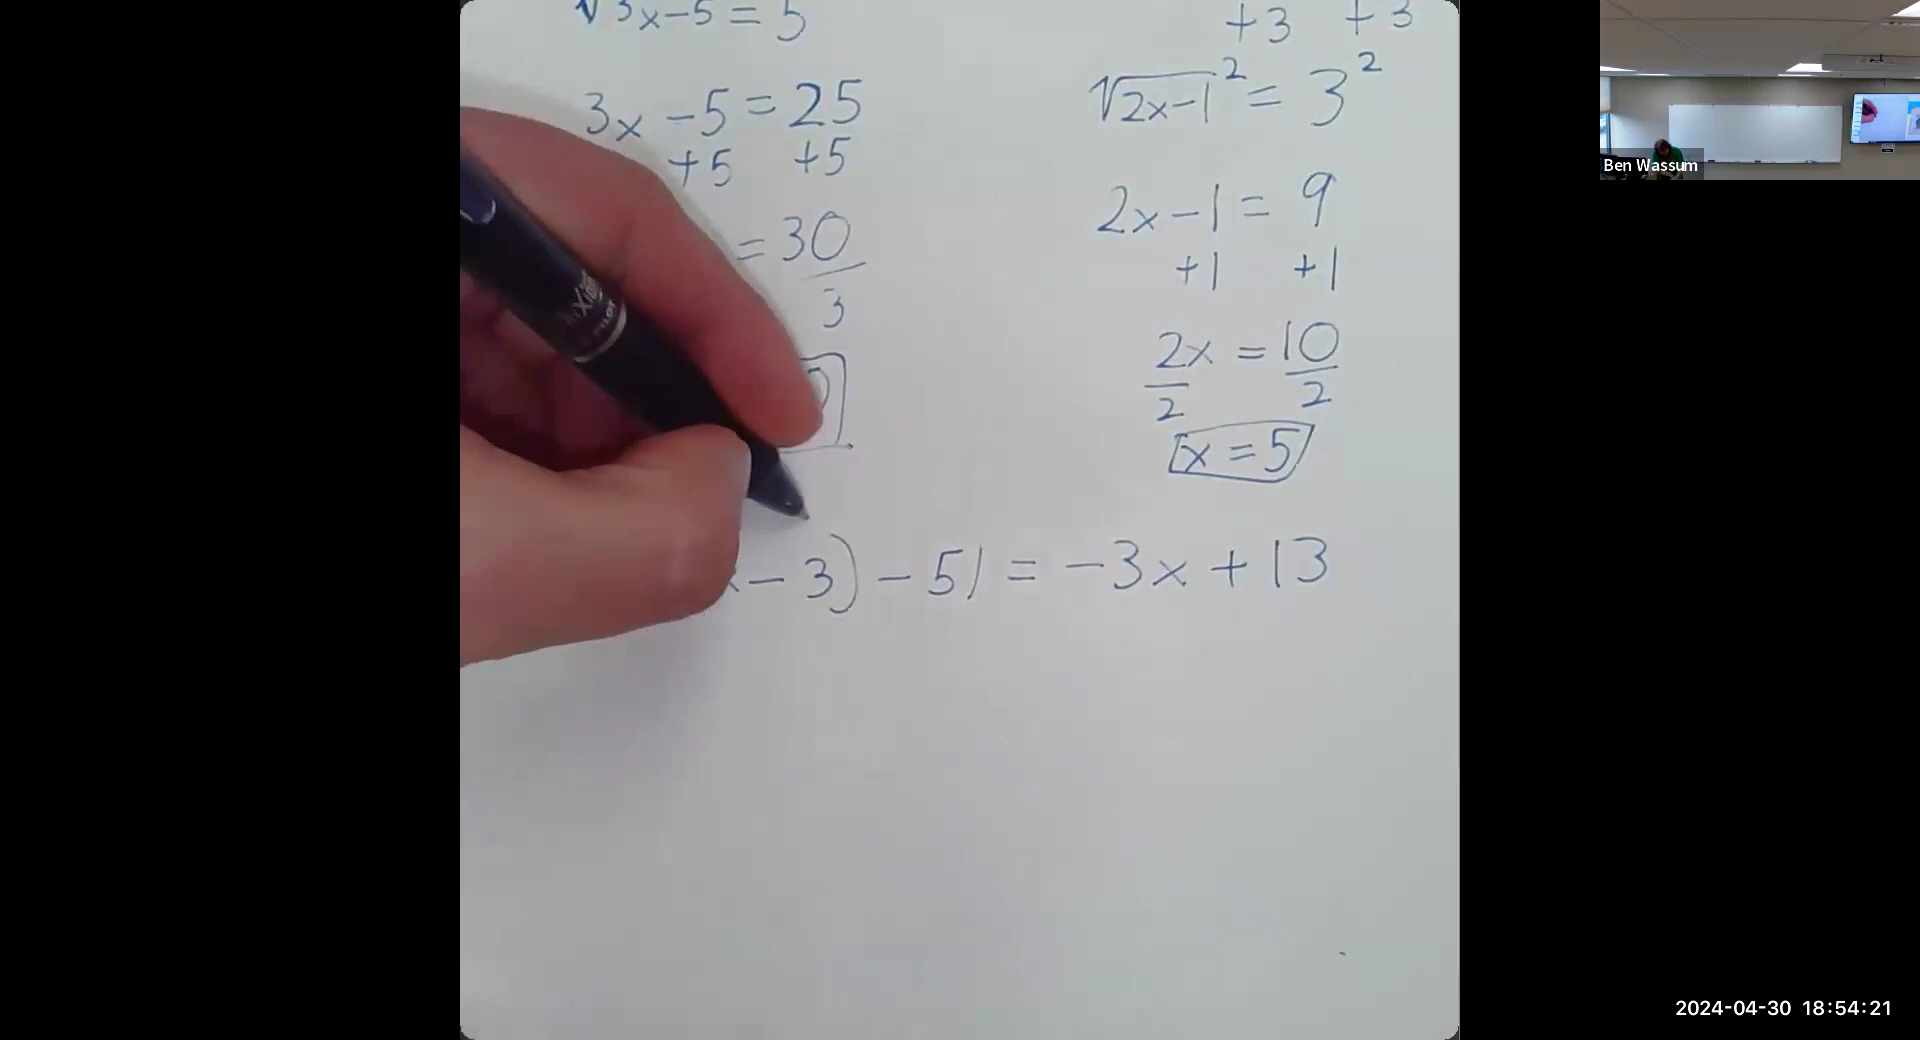 √3x-5 = 5
3x -5 = 25
+5 +5
= 30
3
+3 +3
√2x-1² = 3²
2x-1 = 9
+1 +1
2x = 10
2 2
x = 5
- 3) - 5| = -3x + 13
PILOT
Ben Wassum
2024-04-30 18:54:21